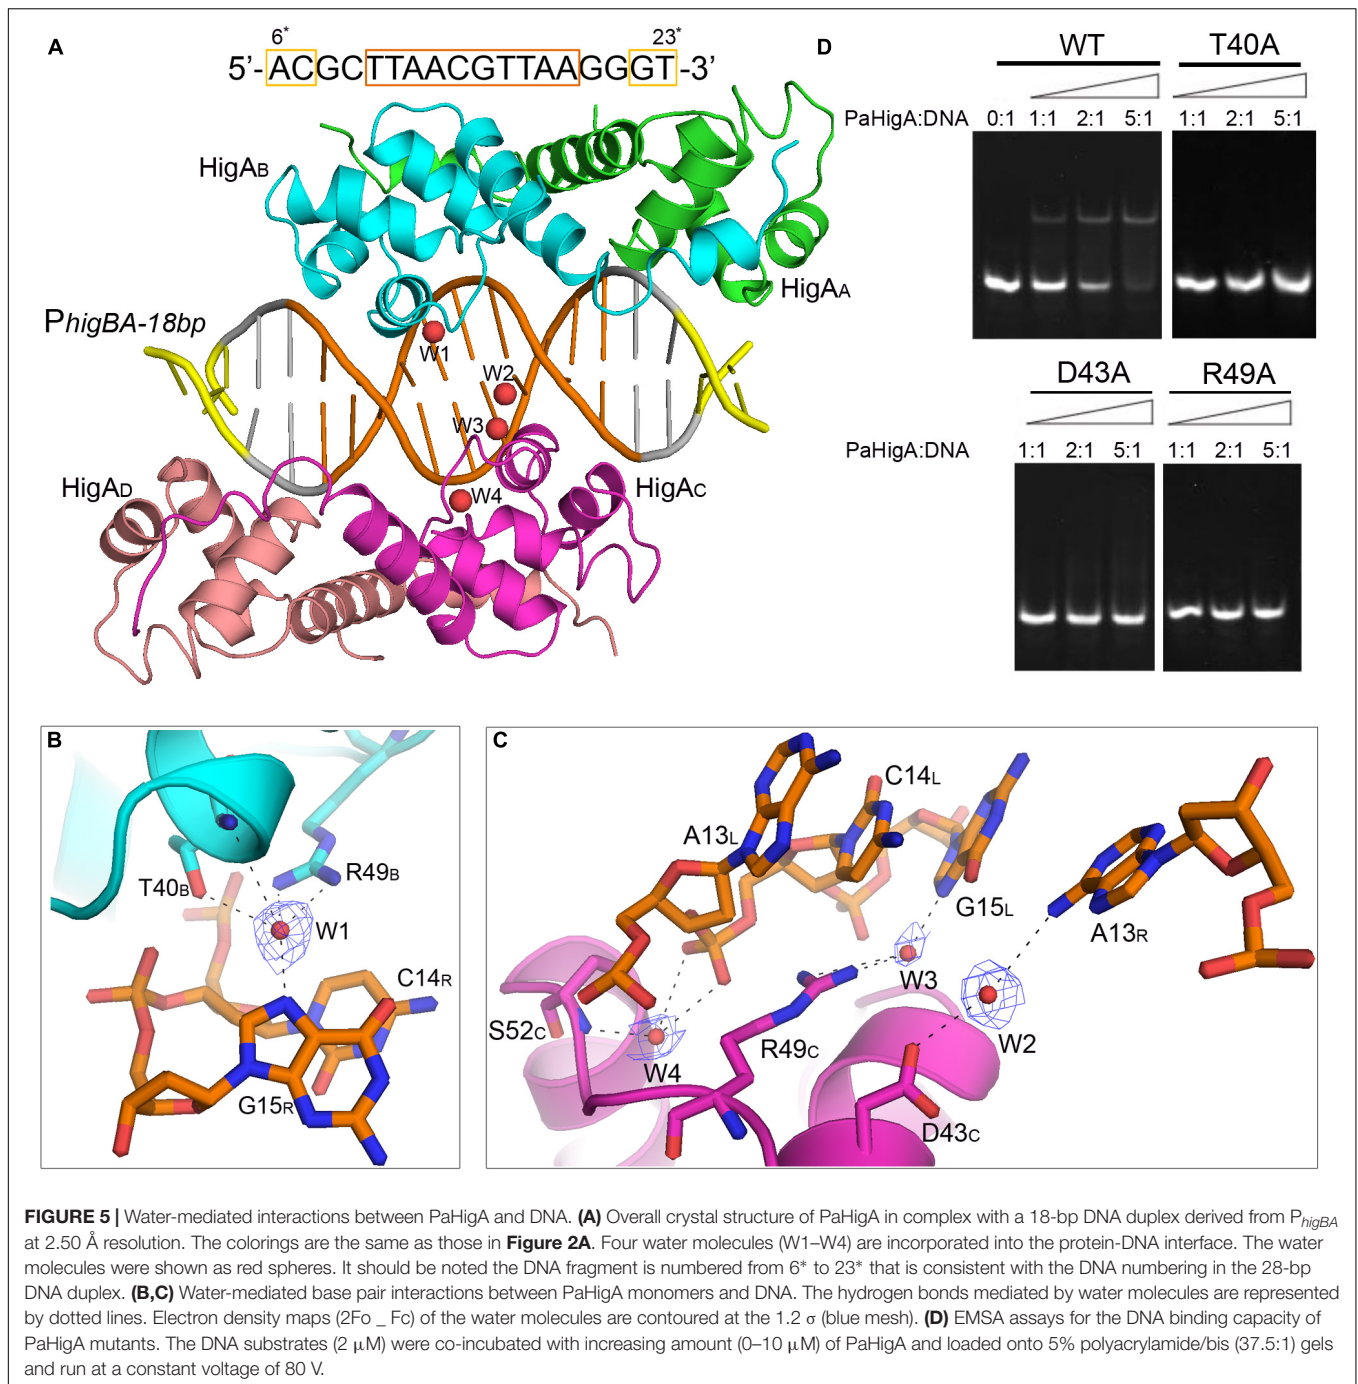 A
6* 23*
5’-ACGCTTAACGTTAAGGGT-3’
HigAB
HigAA
PhigBA-18bp
W1
W2
W3
W4
HigAD
HigAC
D
WT T40A
PaHigA:DNA 0:1 1:1 2:1 5:1 1:1 2:1 5:1
D43A R49A
PaHigA:DNA 1:1 2:1 5:1 1:1 2:1 5:1
B
T40B
R49B
W1
C14R
G15R
C
C14L
A13L
G15L
A13R
W3
W2
S52C
W4
R49C
D43C
FIGURE 5 | Water-mediated interactions between PaHigA and DNA. (A) Overall crystal structure of PaHigA in complex with a 18-bp DNA duplex derived from PhigBA
at 2.50 Å resolution. The colorings are the same as those in Figure 2A. Four water molecules (W1–W4) are incorporated into the protein-DNA interface. The water
molecules were shown as red spheres. It should be noted the DNA fragment is numbered from 6* to 23* that is consistent with the DNA numbering in the 28-bp
DNA duplex. (B,C) Water-mediated base pair interactions between PaHigA monomers and DNA. The hydrogen bonds mediated by water molecules are represented
by dotted lines. Electron density maps (2Fo _ Fc) of the water molecules are contoured at the 1.2 σ (blue mesh). (D) EMSA assays for the DNA binding capacity of
PaHigA mutants. The DNA substrates (2 μM) were co-incubated with increasing amount (0–10 μM) of PaHigA and loaded onto 5% polyacrylamide/bis (37.5:1) gels
and run at a constant voltage of 80 V.